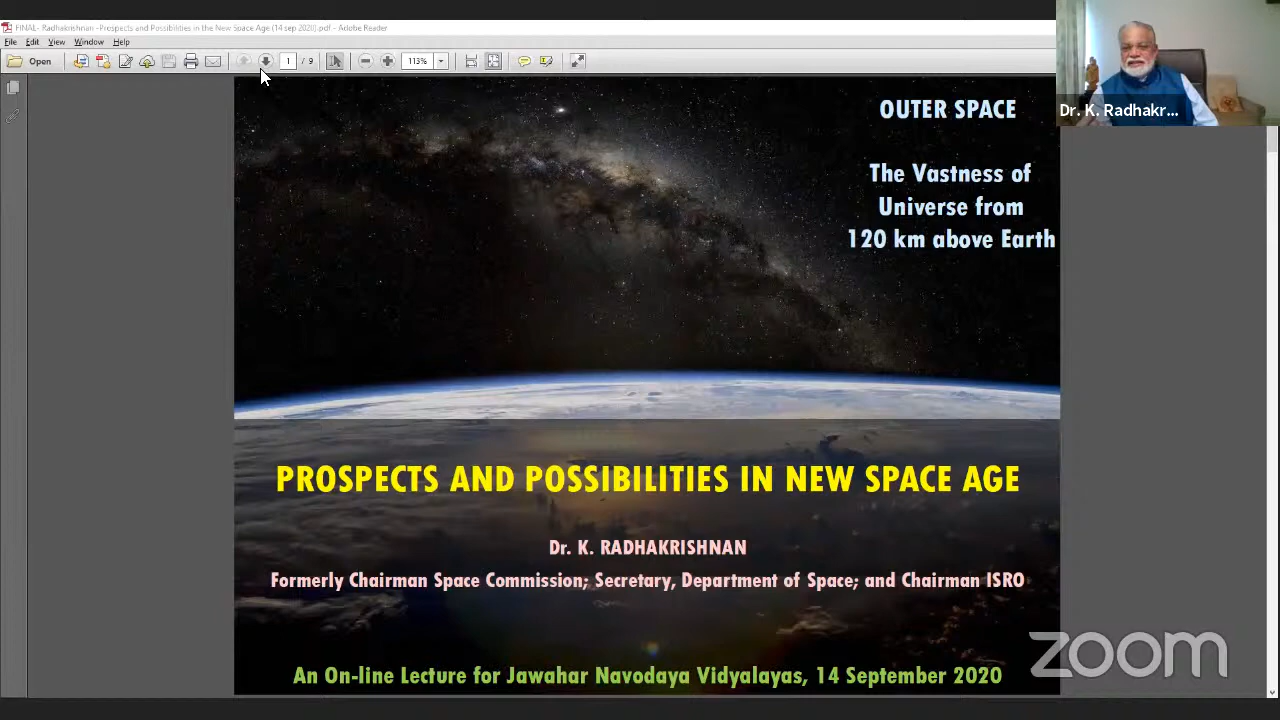 FINAL- Radhakrishnan -Prospects and Possibilities in the New Space Age (14 sep 2020).pdf - Adobe Reader
File Edit View Window Help
Open 1 / 9 113%
Dr. K. Radhakr...
OUTER SPACE
The Vastness of
Universe from
120 km above Earth
PROSPECTS AND POSSIBILITIES IN NEW SPACE AGE
Dr. K. RADHAKRISHNAN
Formerly Chairman Space Commission; Secretary, Department of Space; and Chairman ISRO
An On-line Lecture for Jawahar Navodaya Vidyalayas, 14 September 2020
zoom